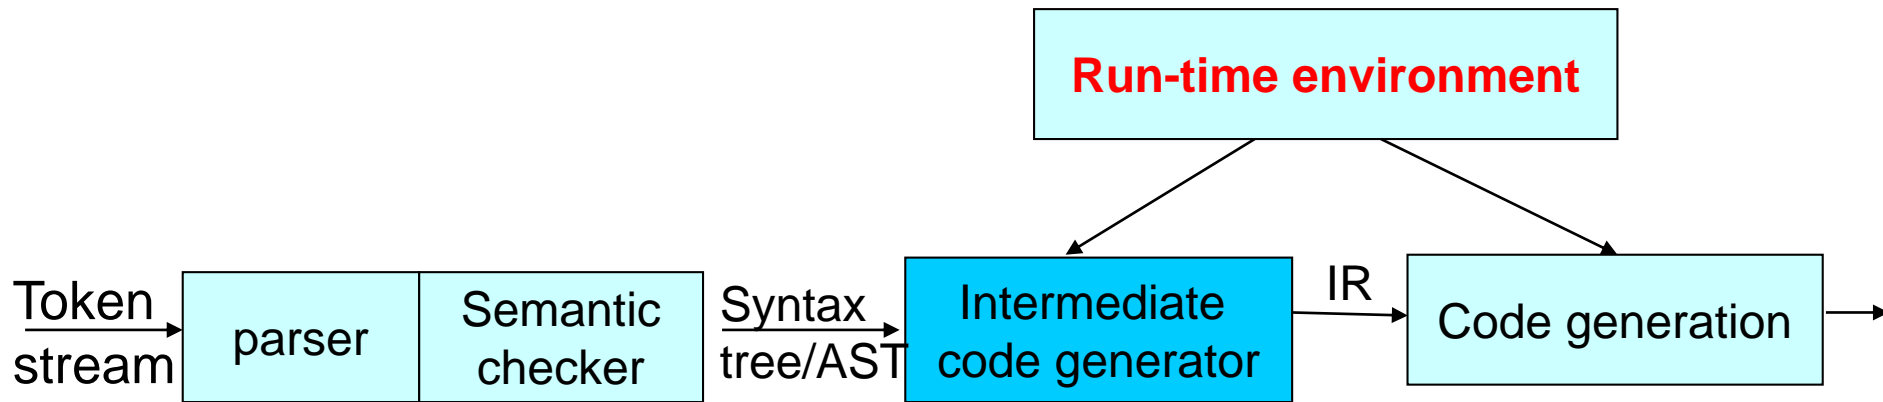 Run-time environment
Token
stream
parser
Semantic
checker
Syntax
tree/AST
Intermediate
code generator
IR
Code generation